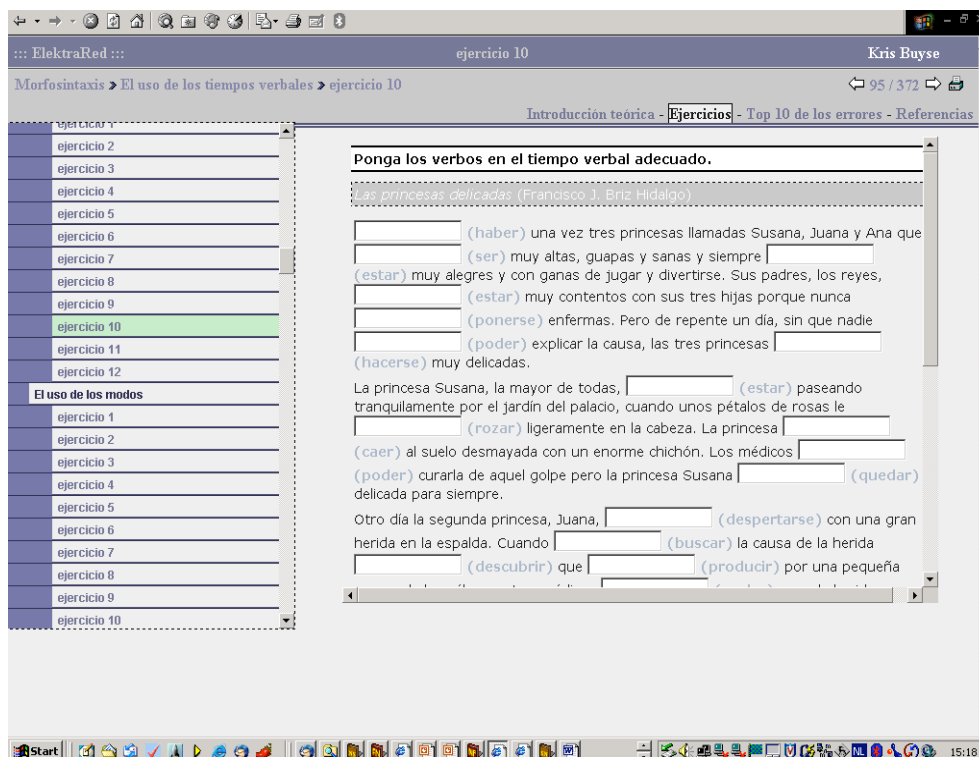 ::: ElektraRed ::: ejercicio 10 Kris Buyse
Morfosintaxis > El uso de los tiempos verbales > ejercicio 10 95 / 372
Introducción teórica - Ejercicios - Top 10 de los errores - Referencias
ejercicio 1
ejercicio 2
ejercicio 3
ejercicio 4
ejercicio 5
ejercicio 6
ejercicio 7
ejercicio 8
ejercicio 9
ejercicio 10
ejercicio 11
ejercicio 12
El uso de los modos
ejercicio 1
ejercicio 2
ejercicio 3
ejercicio 4
ejercicio 5
ejercicio 6
ejercicio 7
ejercicio 8
ejercicio 9
ejercicio 10
Ponga los verbos en el tiempo verbal adecuado.
Las princesas delicadas (Francisco J. Briz Hidalgo)
(haber) una vez tres princesas llamadas Susana, Juana y Ana que
(ser) muy altas, guapas y sanas y siempre
(estar) muy alegres y con ganas de jugar y divertirse. Sus padres, los reyes,
(estar) muy contentos con sus tres hijas porque nunca
(ponerse) enfermas. Pero de repente un día, sin que nadie
(poder) explicar la causa, las tres princesas
(hacerse) muy delicadas.
La princesa Susana, la mayor de todas, (estar) paseando
tranquilamente por el jardín del palacio, cuando unos pétalos de rosas le
(rozar) ligeramente en la cabeza. La princesa
(caer) al suelo desmayada con un enorme chichón. Los médicos
(poder) curarla de aquel golpe pero la princesa Susana (quedar)
delicada para siempre.
Otro día la segunda princesa, Juana, (despertarse) con una gran
herida en la espalda. Cuando (buscar) la causa de la herida
(descubrir) que (producir) por una pequeña
Start NL 15:18